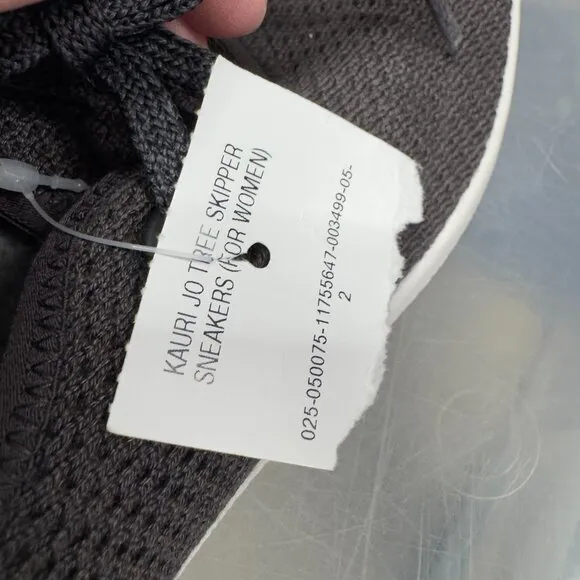 KAURI JO TREE SKIPPER
SNEAKERS (FOR WOMEN)
025-050075-11755647-003499-05-
2